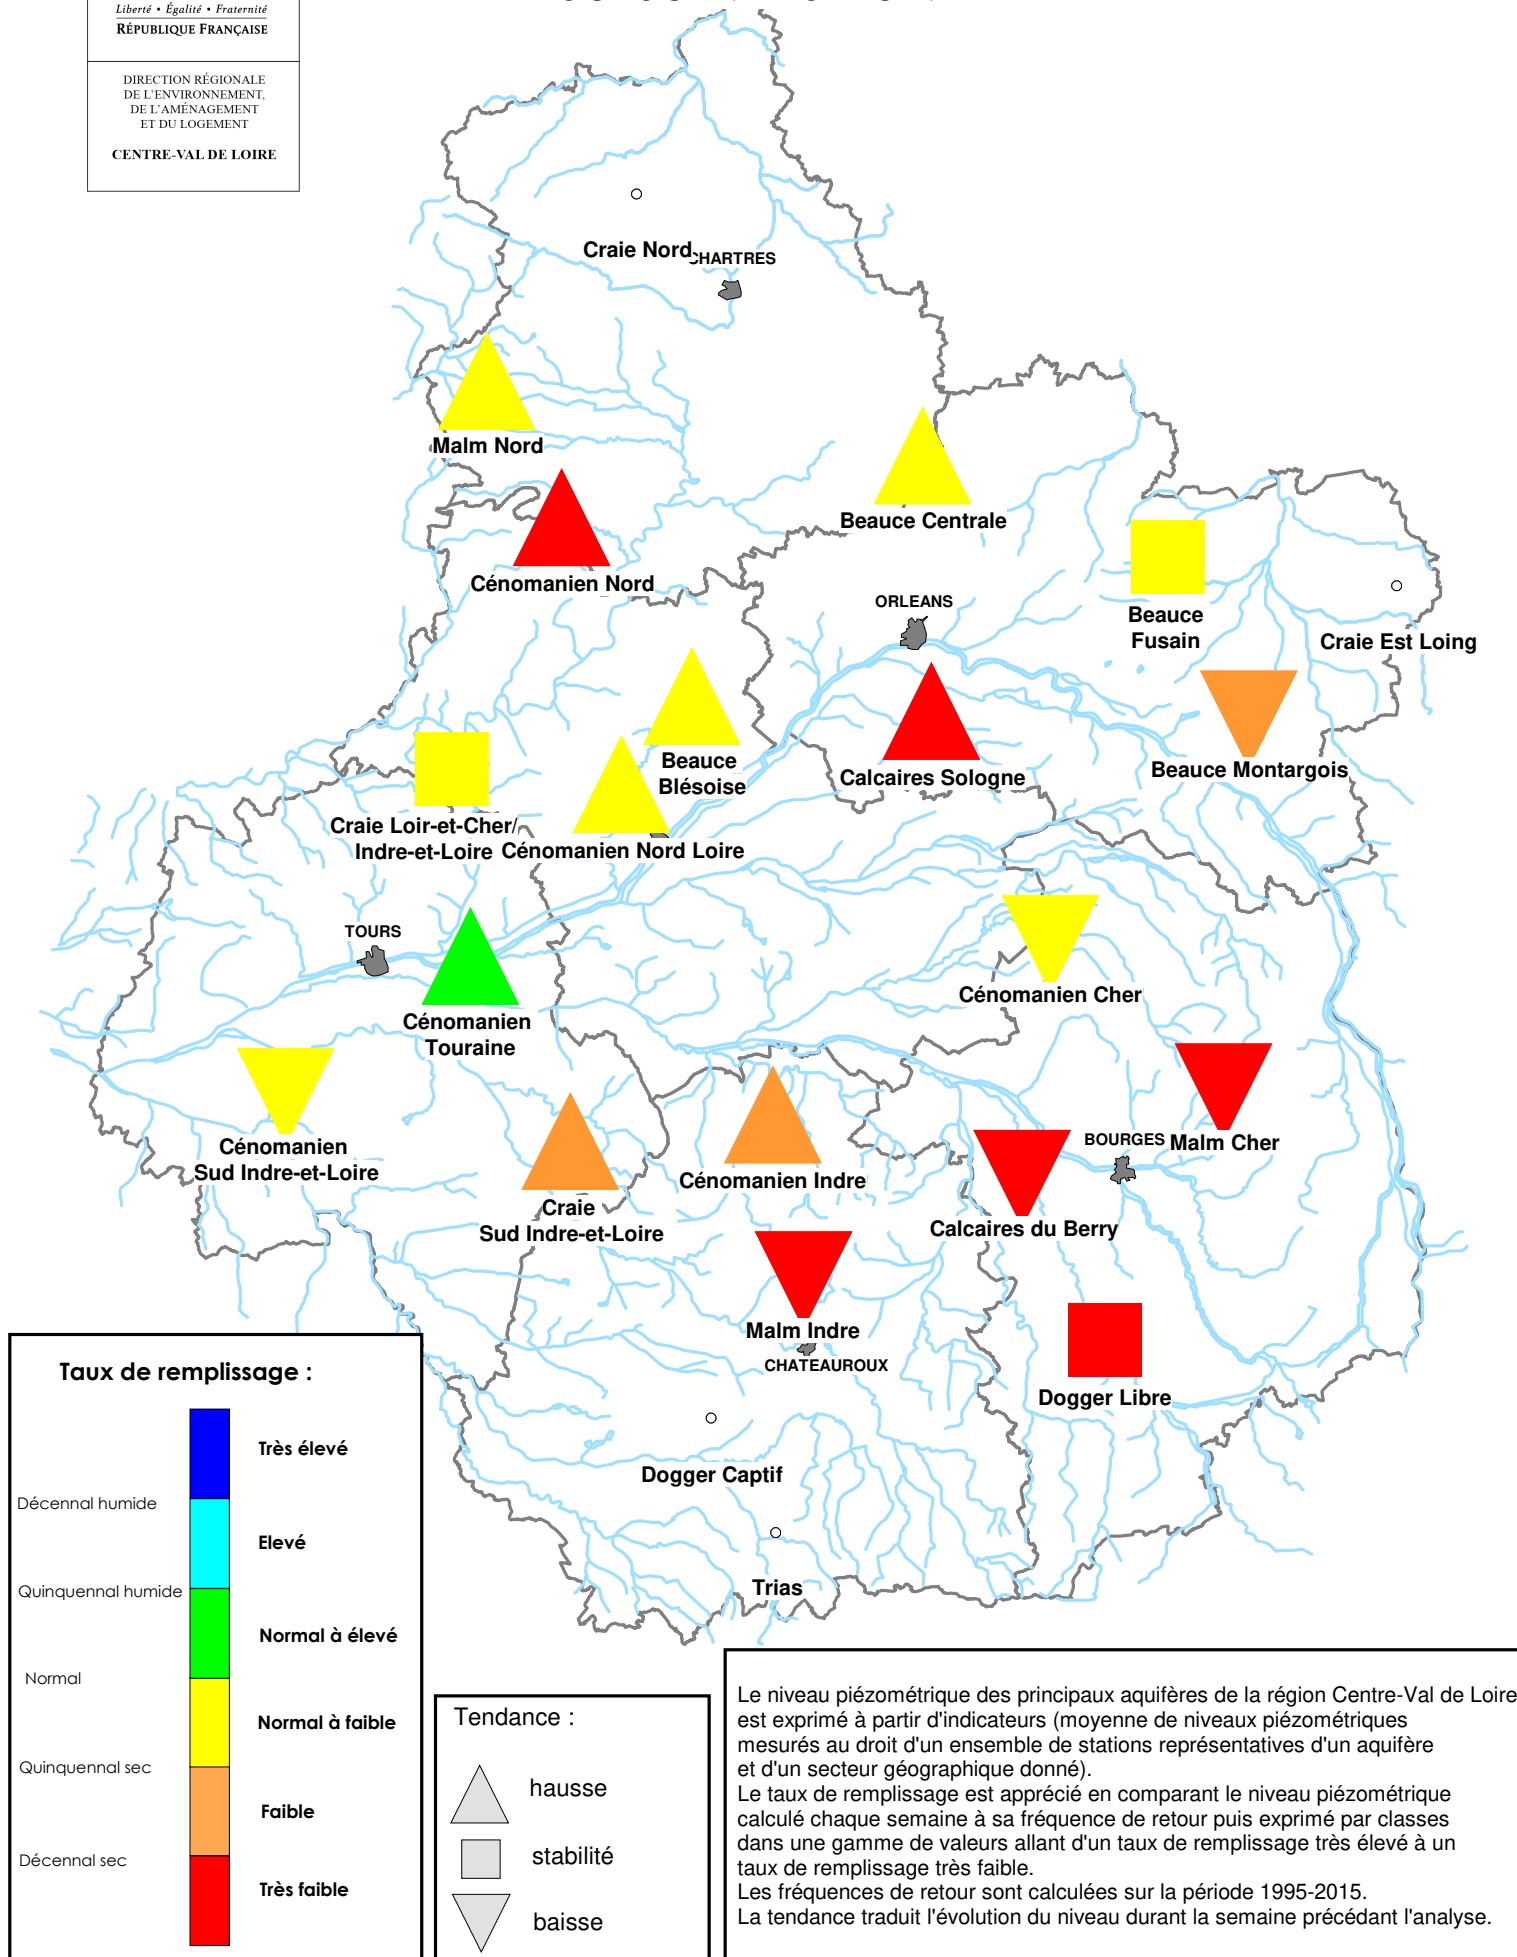 Liberté • Égalité • Fraternité
RÉPUBLIQUE FRANÇAISE
DIRECTION RÉGIONALE
DE L'ENVIRONNEMENT,
DE L'AMÉNAGEMENT
ET DU LOGEMENT
CENTRE-VAL DE LOIRE
Craie Nord
CHARTRES
Malm Nord
Beauce Centrale
Cénomanien Nord
ORLEANS
Beauce
Fusain
Craie Est Loing
Beauce
Blésoise
Calcaires Sologne
Beauce Montargois
Craie Loir-et-Cher/
Indre-et-Loire
Cénomanien Nord Loire
TOURS
Cénomanien
Touraine
Cénomanien Cher
Cénomanien
Sud Indre-et-Loire
Craie
Sud Indre-et-Loire
Cénomanien Indre
BOURGES
Malm Cher
Calcaires du Berry
Malm Indre
CHATEAUROUX
Dogger Libre
Dogger Captif
Trias
Taux de remplissage :
Très élevé
Décennal humide
Elevé
Quinquennal humide
Normal à élevé
Normal
Normal à faible
Quinquennal sec
Faible
Décennal sec
Très faible
Tendance :
hausse
stabilité
baisse
Le niveau piézométrique des principaux aquifères de la région Centre-Val de Loire
est exprimé à partir d'indicateurs (moyenne de niveaux piézométriques
mesurés au droit d'un ensemble de stations représentatives d'un aquifère
et d'un secteur géographique donné).
Le taux de remplissage est apprécié en comparant le niveau piézométrique
calculé chaque semaine à sa fréquence de retour puis exprimé par classes
dans une gamme de valeurs allant d'un taux de remplissage très élevé à un
taux de remplissage très faible.
Les fréquences de retour sont calculées sur la période 1995-2015.
La tendance traduit l'évolution du niveau durant la semaine précédant l'analyse.